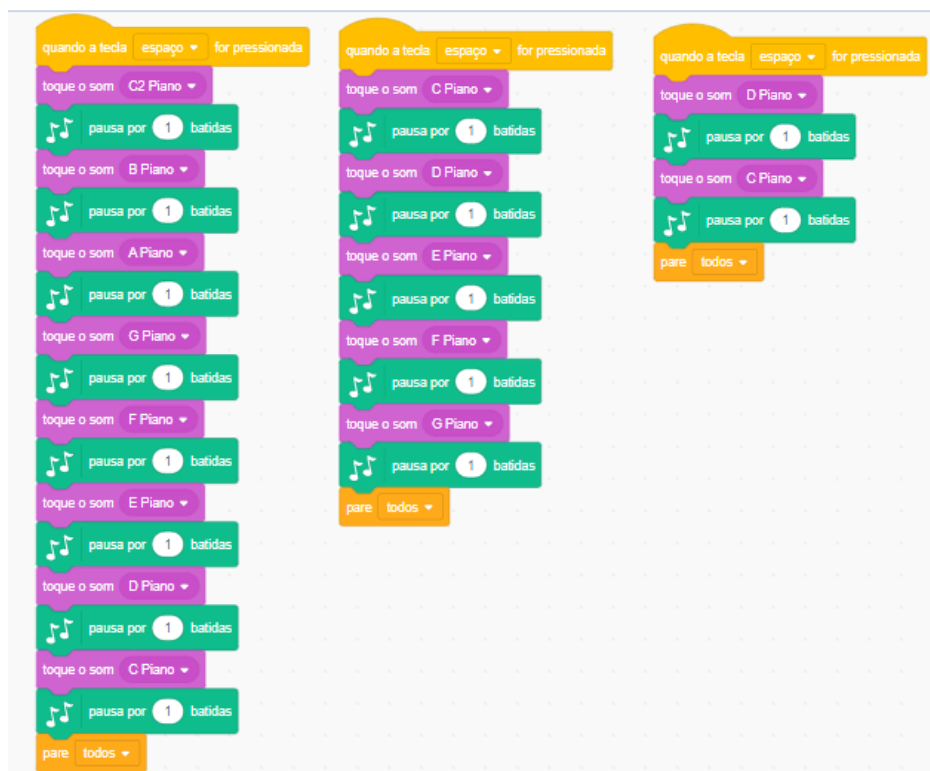 quando a tecla espaço for pressionada
toque o som C2 Piano
pausa por 1 batidas
toque o som B Piano
pausa por 1 batidas
toque o som A Piano
pausa por 1 batidas
toque o som G Piano
pausa por 1 batidas
toque o som F Piano
pausa por 1 batidas
toque o som E Piano
pausa por 1 batidas
toque o som D Piano
pausa por 1 batidas
toque o som C Piano
pausa por 1 batidas
pare todos
quando a tecla espaço for pressionada
toque o som C Piano
pausa por 1 batidas
toque o som D Piano
pausa por 1 batidas
toque o som E Piano
pausa por 1 batidas
toque o som F Piano
pausa por 1 batidas
toque o som G Piano
pausa por 1 batidas
pare todos
quando a tecla espaço for pressionada
toque o som D Piano
pausa por 1 batidas
toque o som C Piano
pausa por 1 batidas
pare todos